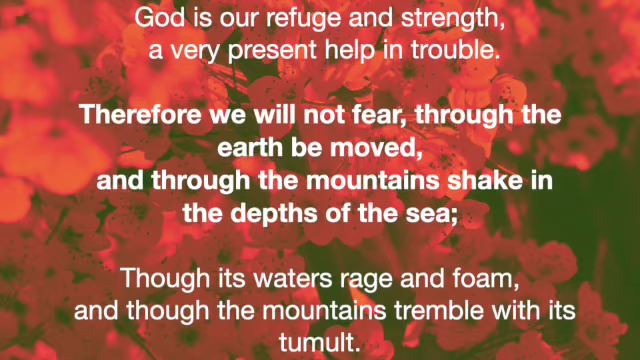 God is our refuge and strength,
a very present help in trouble.
Therefore we will not fear, through the
earth be moved,
and through the mountains shake in
the depths of the sea;
Though its waters rage and foam,
and though the mountains tremble with its
tumult.